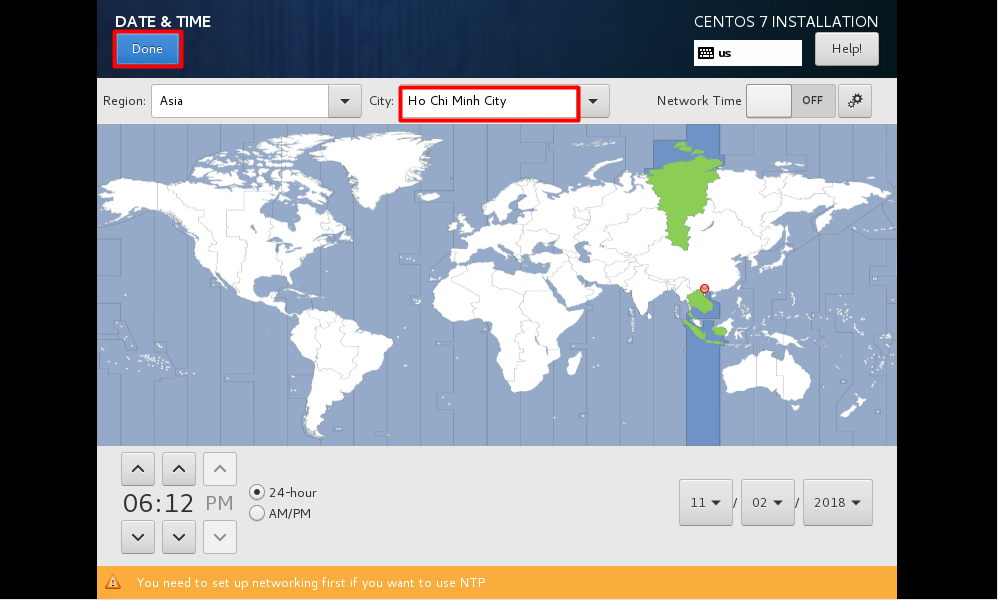 DATE & TIME
CENTOS 7 INSTALLATION
Done
us
Help!
Region: Asia City: Ho Chi Minh City Network Time OFF
06:12 PM
24-hour
AM/PM
11 / 02 / 2018
You need to set up networking first if you want to use NTP